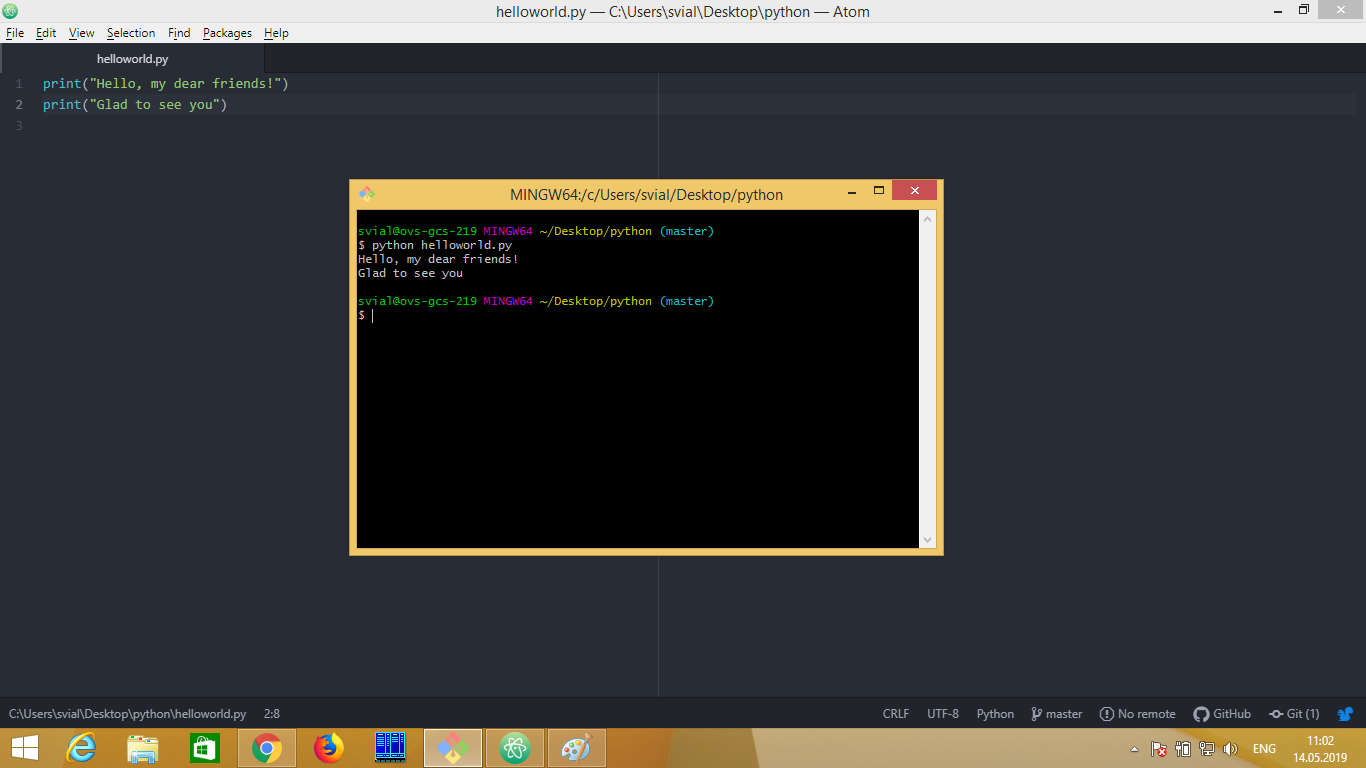 helloworld.py — C:\Users\svial\Desktop\python — Atom
File Edit View Selection Find Packages Help
helloworld.py
1 print("Hello, my dear friends!")
2 print("Glad to see you")
3
MINGW64:/c/Users/svial/Desktop/python
svial@ovs-gcs-219 MINGW64 ~/Desktop/python (master)
$ python helloworld.py
Hello, my dear friends!
Glad to see you
svial@ovs-gcs-219 MINGW64 ~/Desktop/python (master)
$
C:\Users\svial\Desktop\python\helloworld.py 2:8 CRLF UTF-8 Python master No remote GitHub Git (1)
ENG 11:02
14.05.2019